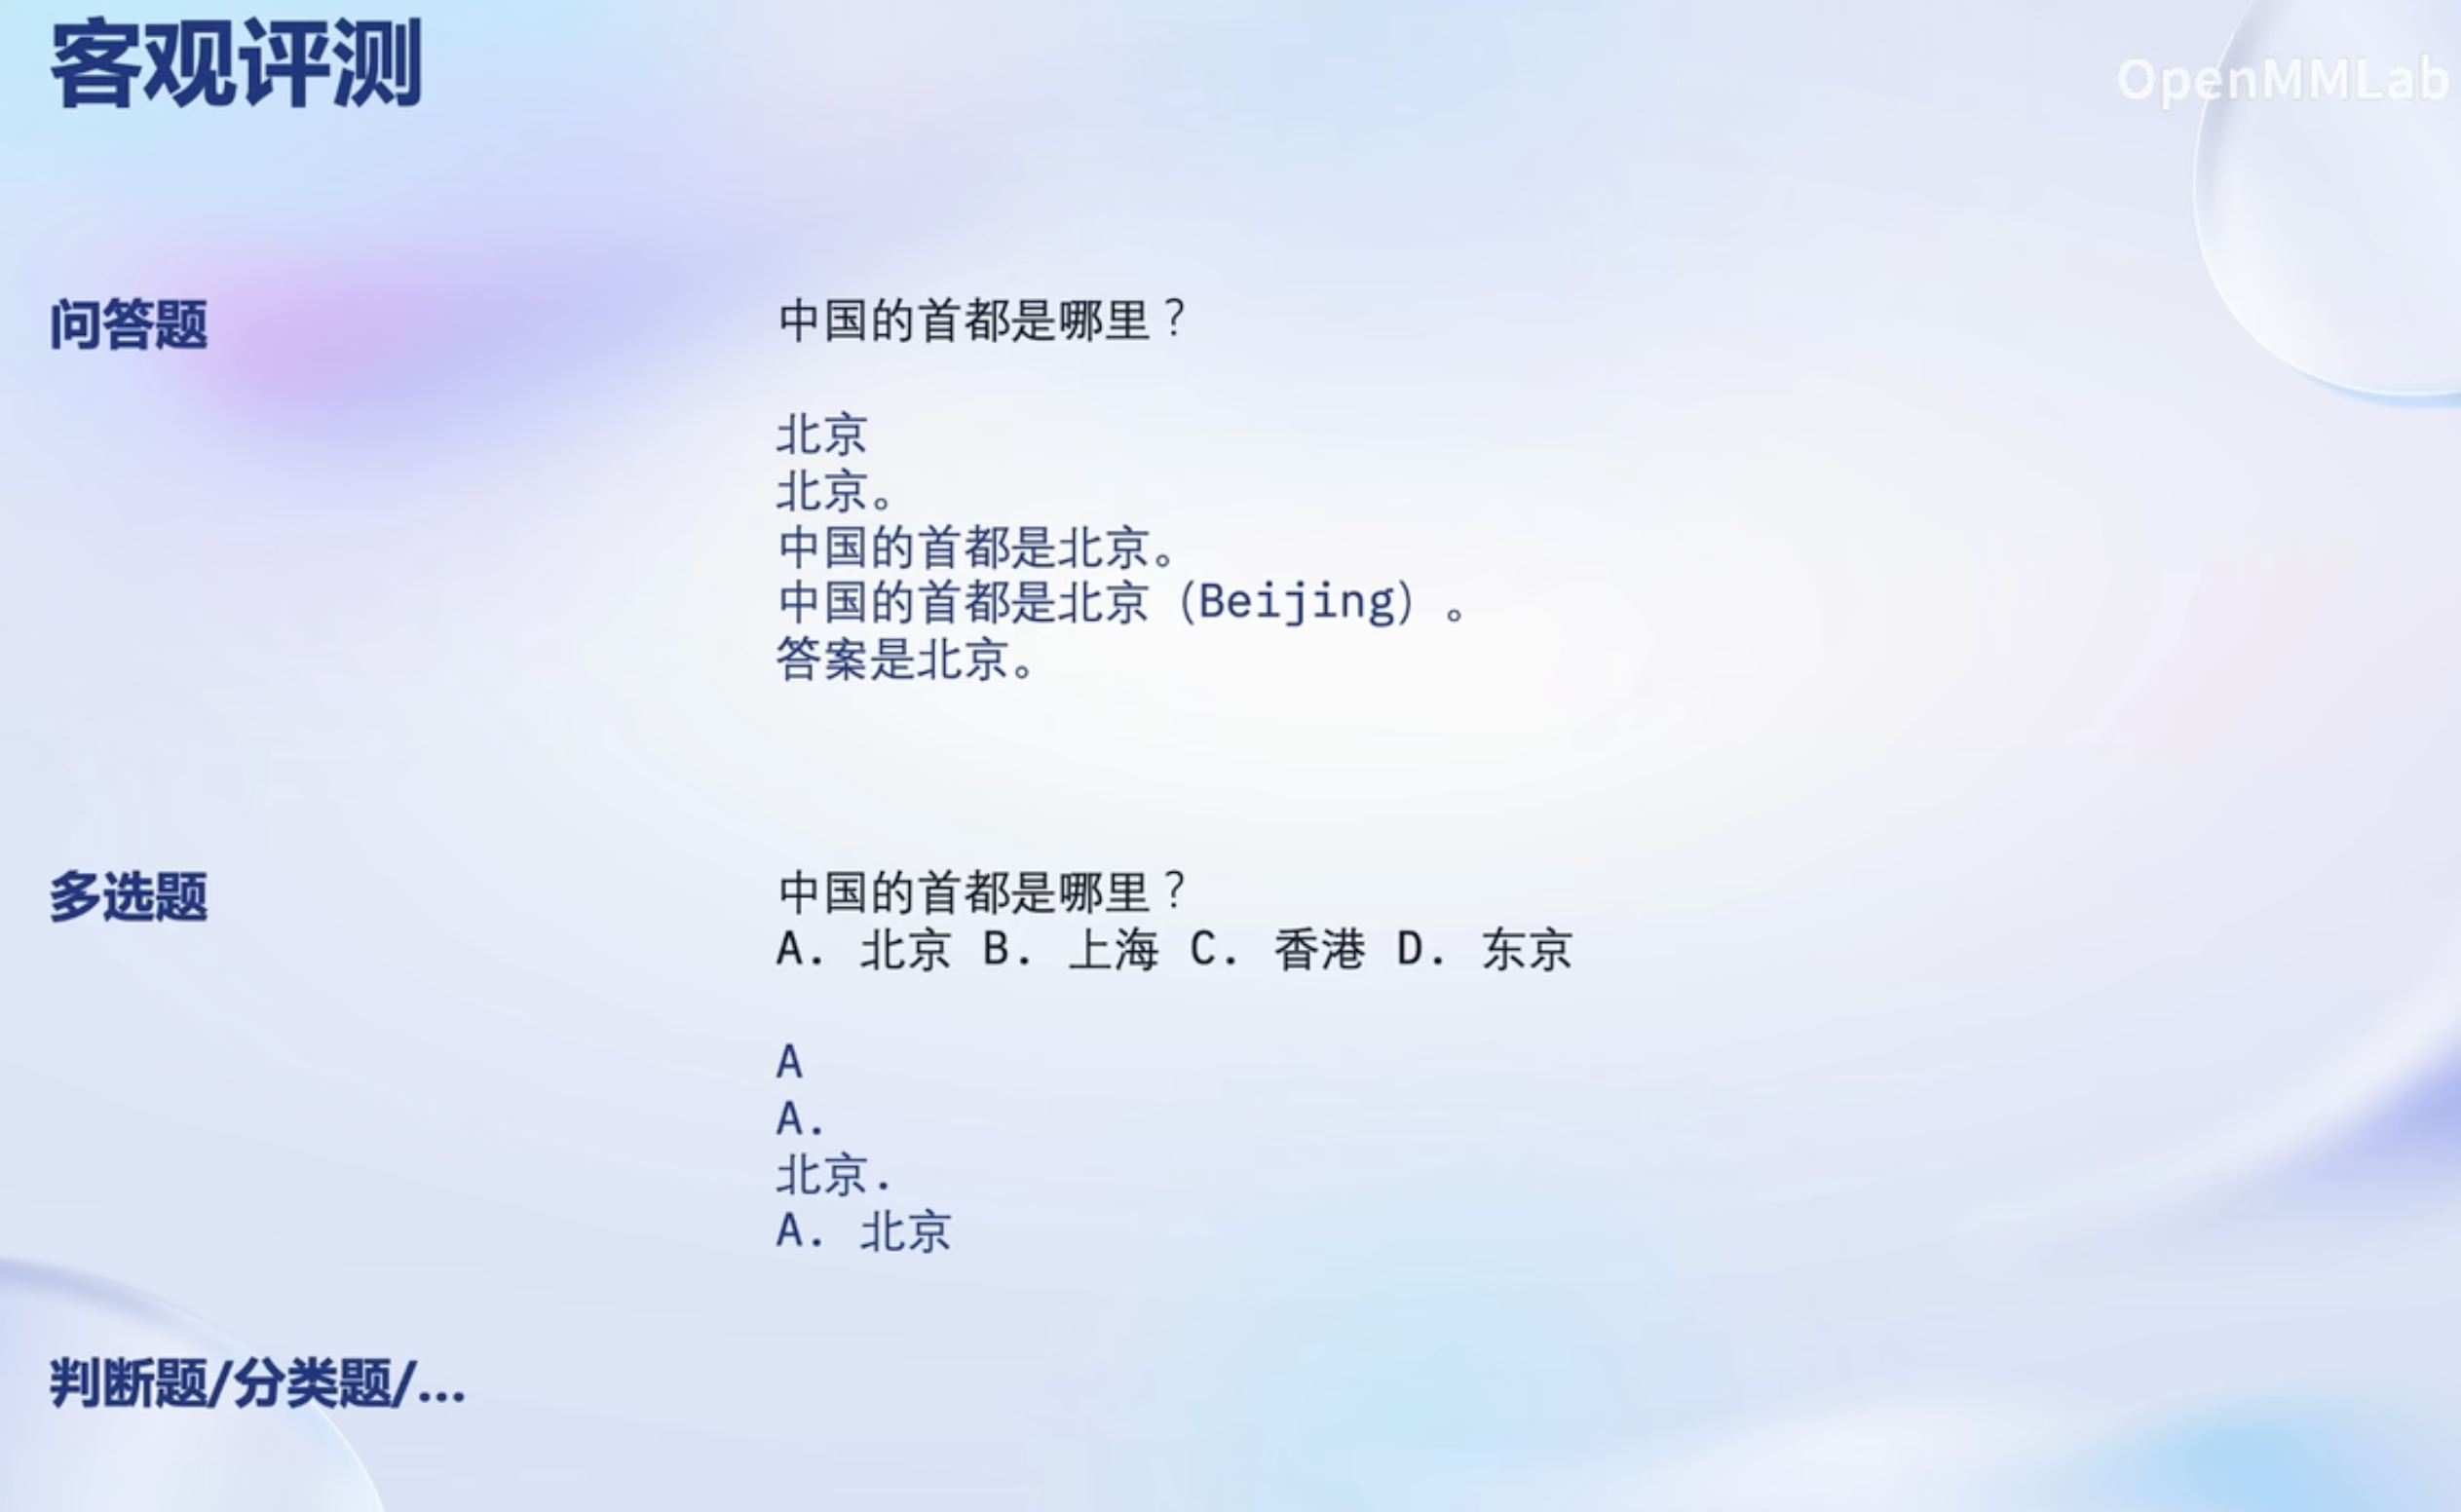 客观评测
OpenMMLab
问答题
中国的首都是哪里？
北京
北京。
中国的首都是北京。
中国的首都是北京（Beijing）。
答案是北京。
多选题
中国的首都是哪里？
A. 北京 B. 上海 C. 香港 D. 东京
A
A.
北京.
A. 北京
判断题/分类题/...